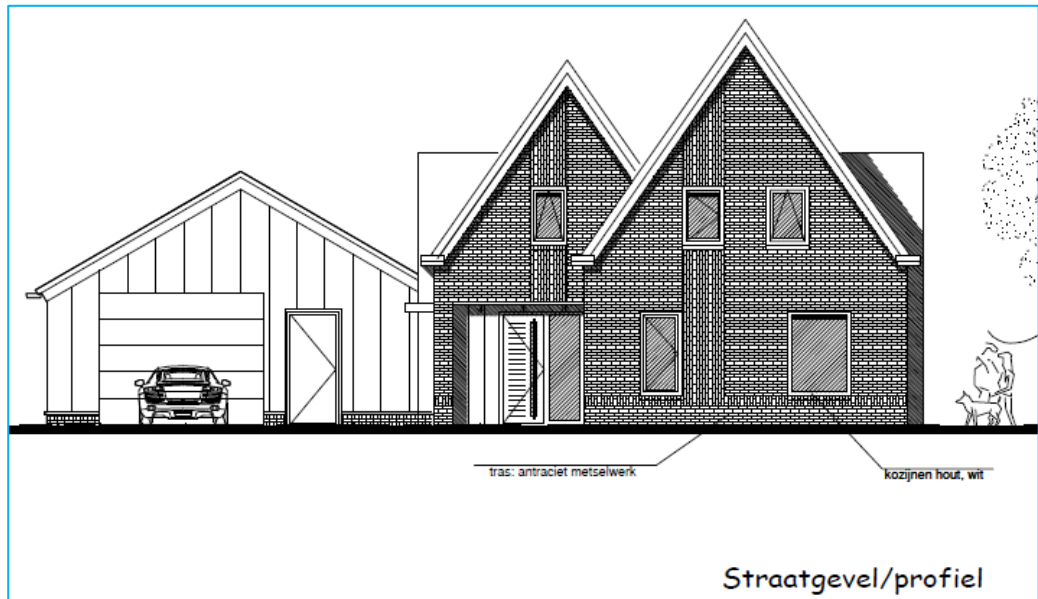 tras: antraciet metselwerk
kozijnen hout, wit
Straatgevel/profiel